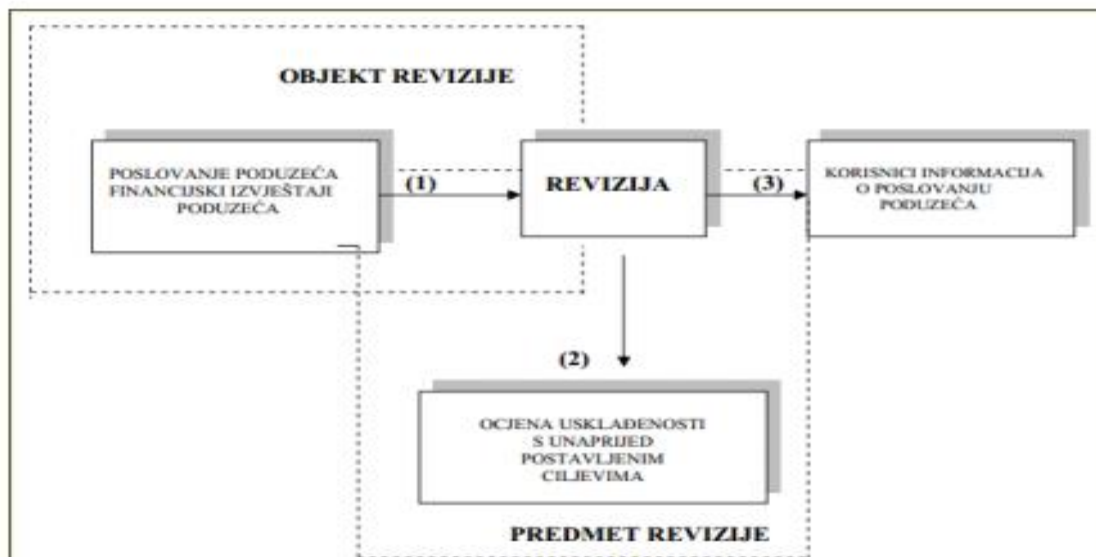 OBJEKT REVIZIJE
POSLOVANJE PODUZEĆA
FINANCIJSKI IZVJEŠTAJI
PODUZEĆA
(1)
REVIZIJA
(3)
KORISNICI INFORMACIJA
O POSLOVANJU
PODUZEĆA
(2)
OCJENA USKLAĐENOSTI
S UNAPRIJED
POSTAVLJENIM
CILJEVIMA
PREDMET REVIZIJE